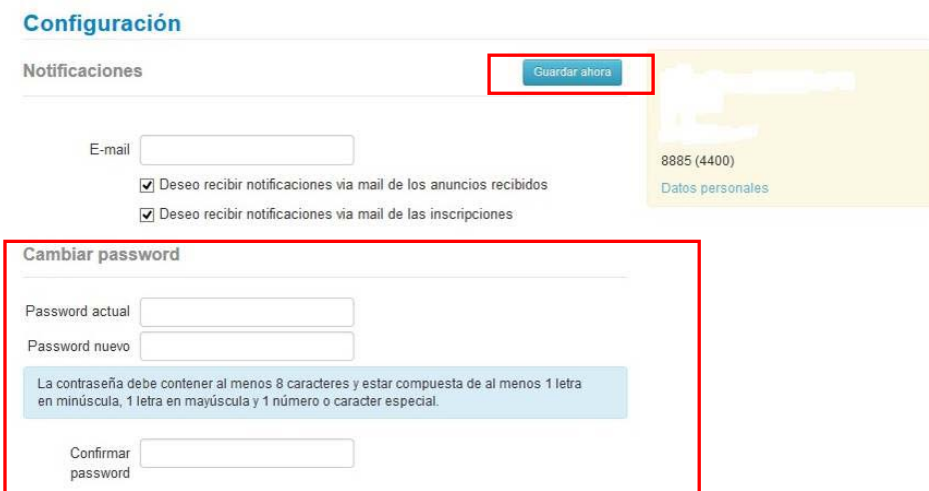 Configuración
Notificaciones
Guardar ahora
E-mail
Deseo recibir notificaciones via mail de los anuncios recibidos
Deseo recibir notificaciones via mail de las inscripciones
8885 (4400)
Datos personales
Cambiar password
Password actual
Password nuevo
La contraseña debe contener al menos 8 caracteres y estar compuesta de al menos 1 letra
en minúscula, 1 letra en mayúscula y 1 número o caracter especial.
Confirmar
password